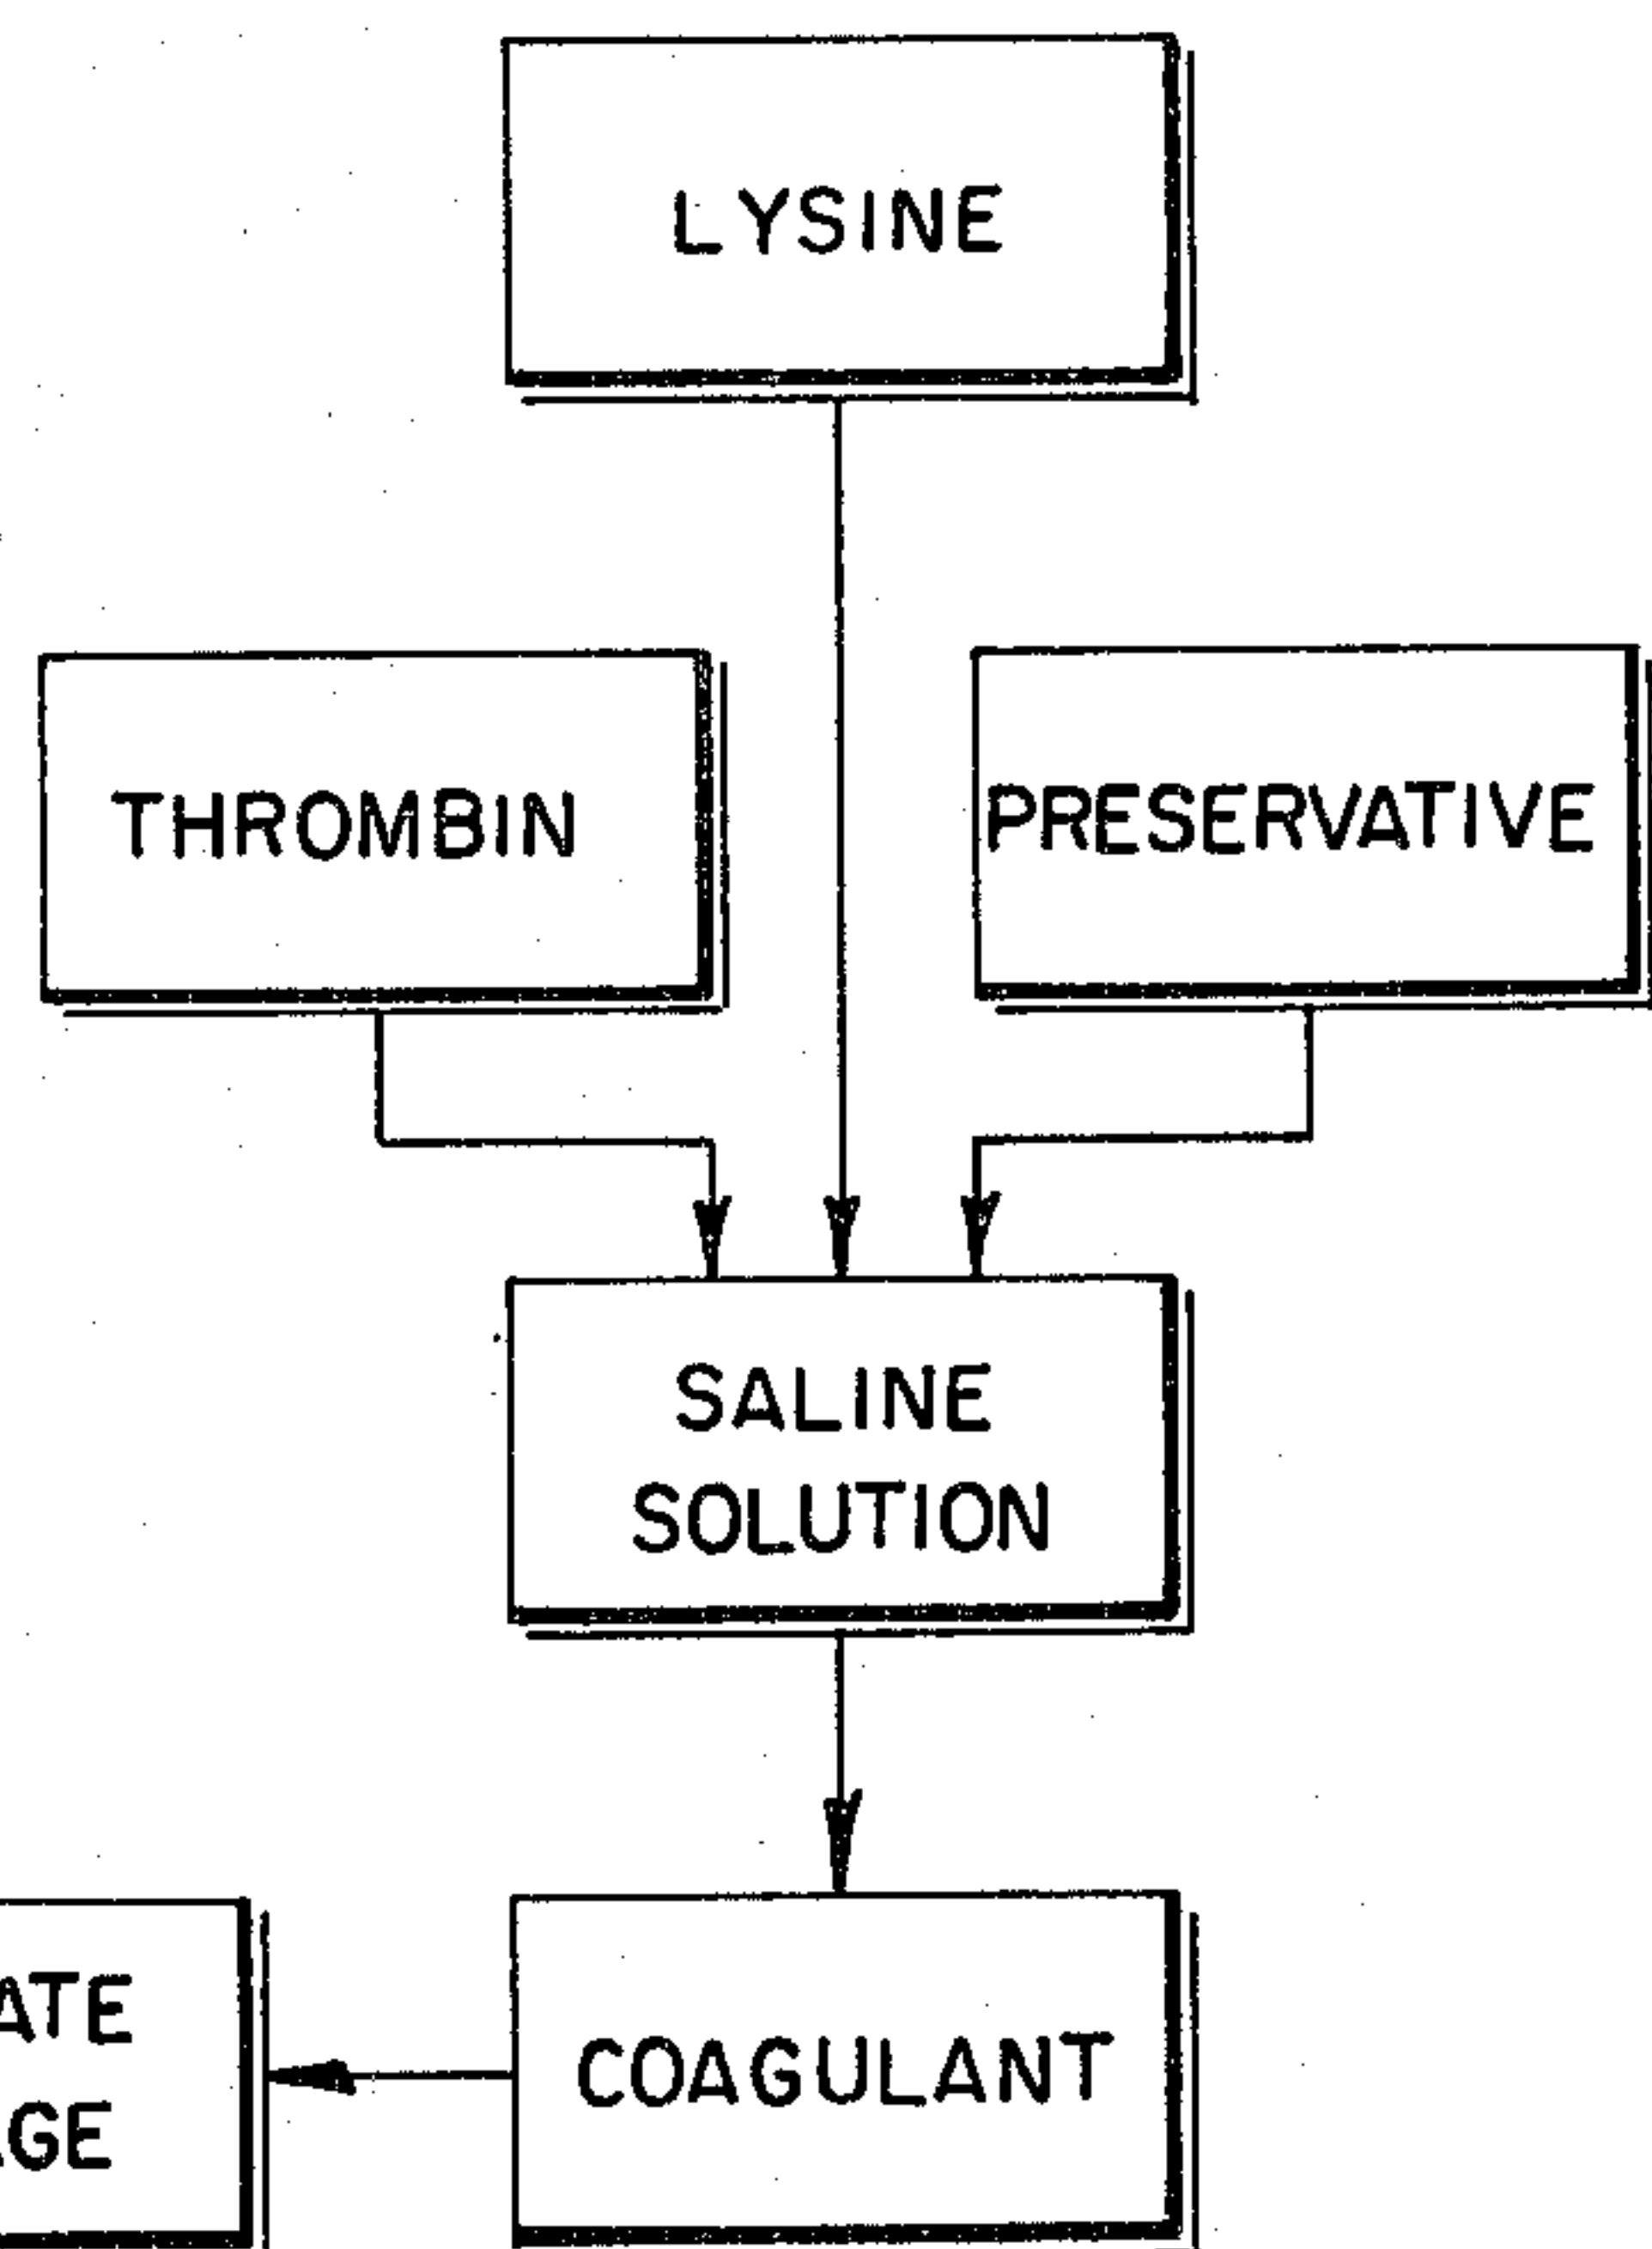 LYSINE
THROMBIN
PRESERVATIVE
SALINE
SOLUTION
COAGULANT